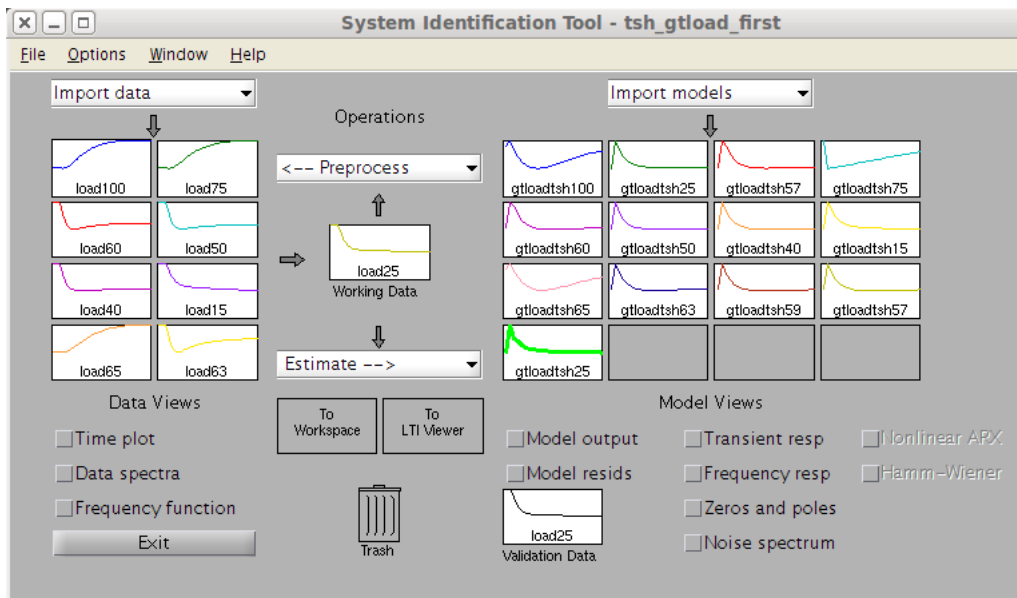 System Identification Tool - tsh_gtload_first
File Options Window Help
Import data
Import models
Operations
<-- Preprocess
load100 load75
load60 load50
load40 load15
load65 load63
load25
Working Data
gtloadtsh100 gtloadtsh25 gtloadtsh57 gtloadtsh75
gtloadtsh60 gtloadtsh50 gtloadtsh40 gtloadtsh15
gtloadtsh65 gtloadtsh63 gtloadtsh59 gtloadtsh57
gtloadtsh25
Estimate -->
Data Views
Time plot
Data spectra
Frequency function
Exit
To Workspace
To LTI Viewer
Trash
Model Views
Model output Transient resp Nonlinear ARX
Model resids Frequency resp Hamm-Wiener
Zeros and poles
Noise spectrum
load25
Validation Data